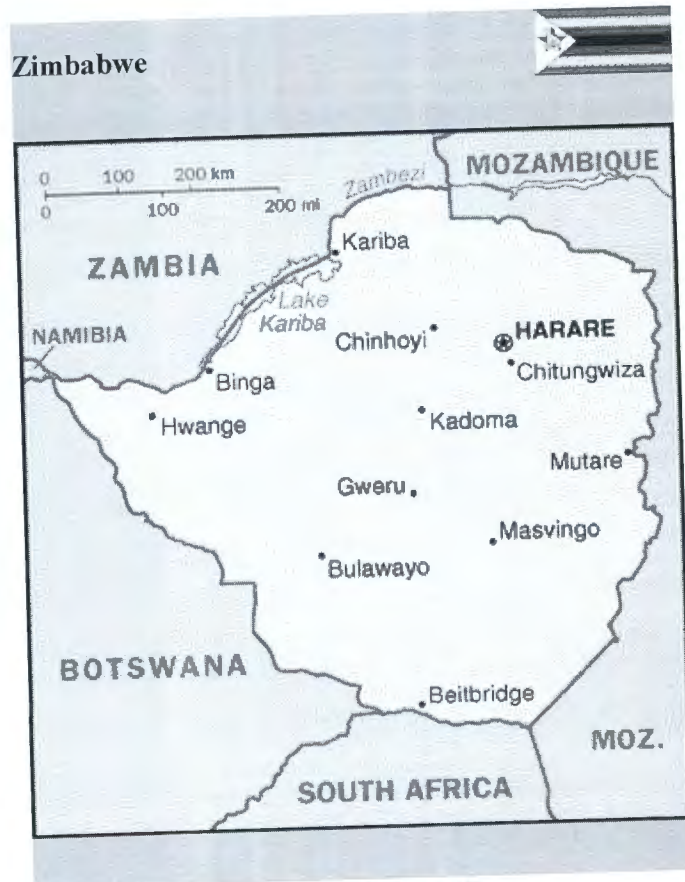 Zimbabwe
MOZAMBIQUE
0 100 200 km
0 100 200 mi
Zambezi
Kariba
ZAMBIA
Lake
Kariba
HARARE
Chinhoyi
NAMIBIA
Chitungwiza
Binga
Hwange
Kadoma
Mutare
Gweru
Masvingo
Bulawayo
BOTSWANA
Beitbridge
MOZ.
SOUTH AFRICA